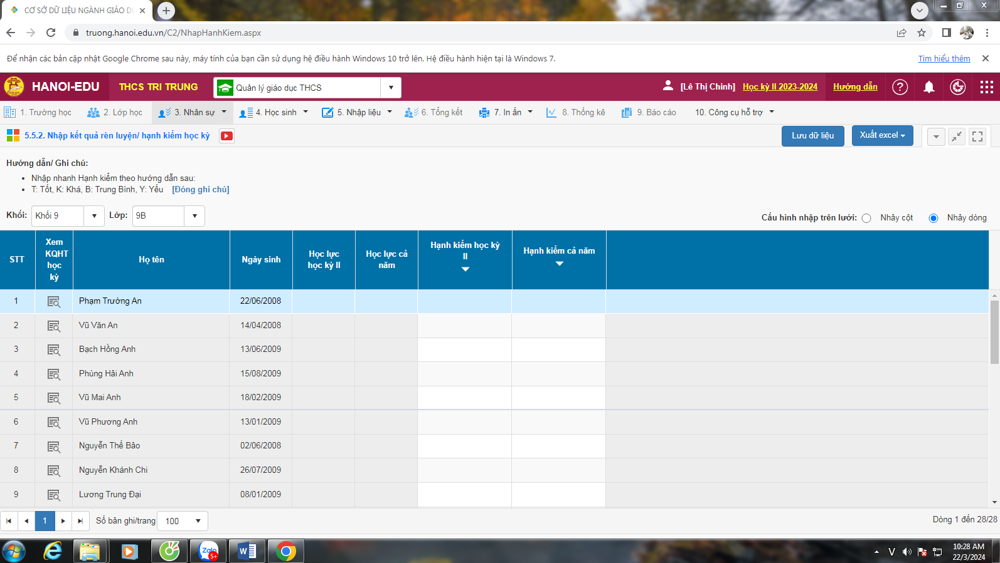 CƠ SỞ DỮ LIỆU NGÀNH GIÁO DỤ
truong.hanoi.edu.vn/C2/NhapHanhKiem.aspx
Để nhận các bản cập nhật Google Chrome sau này, máy tính của bạn cần sử dụng hệ điều hành Windows 10 trở lên. Hệ điều hành hiện tại là Windows 7. Tìm hiểu thêm
HANOI-EDU THCS TRI TRUNG Quản lý giáo dục THCS [Lê Thị Chinh] Học kỳ II 2023-2024 Hướng dẫn
1. Trường học 2. Lớp học 3. Nhân sự 4. Học sinh 5. Nhập liệu 6. Tổng kết 7. In ấn 8. Thống kê 9. Báo cáo 10. Công cụ hỗ trợ
5.5.2. Nhập kết quả rèn luyện/ hạnh kiểm học kỳ Lưu dữ liệu Xuất excel
Hướng dẫn/ Ghi chú:
• Nhập nhanh Hạnh kiểm theo hướng dẫn sau:
• T: Tốt, K: Khá, B: Trung Bình, Y: Yếu [Đóng ghi chú]
Khối: Khối 9 Lớp: 9B Cấu hình nhập trên lưới: Nhảy cột Nhảy dòng
STT Xem KQHT học kỳ Họ tên Ngày sinh Học lực học kỳ II Học lực cả năm Hạnh kiểm học kỳ II Hạnh kiểm cả năm
1 Phạm Trường An 22/06/2008
2 Vũ Văn An 14/04/2008
3 Bạch Hồng Anh 13/06/2009
4 Phùng Hải Anh 15/08/2009
5 Vũ Mai Anh 18/02/2009
6 Vũ Phương Anh 13/01/2009
7 Nguyễn Thế Bảo 02/06/2008
8 Nguyễn Khánh Chi 26/07/2009
9 Lương Trung Đại 08/01/2009
1 Số bản ghi/trang 100 Dòng 1 đến 28/28
Zalo 5+ V 10:28 AM
22/3/2024